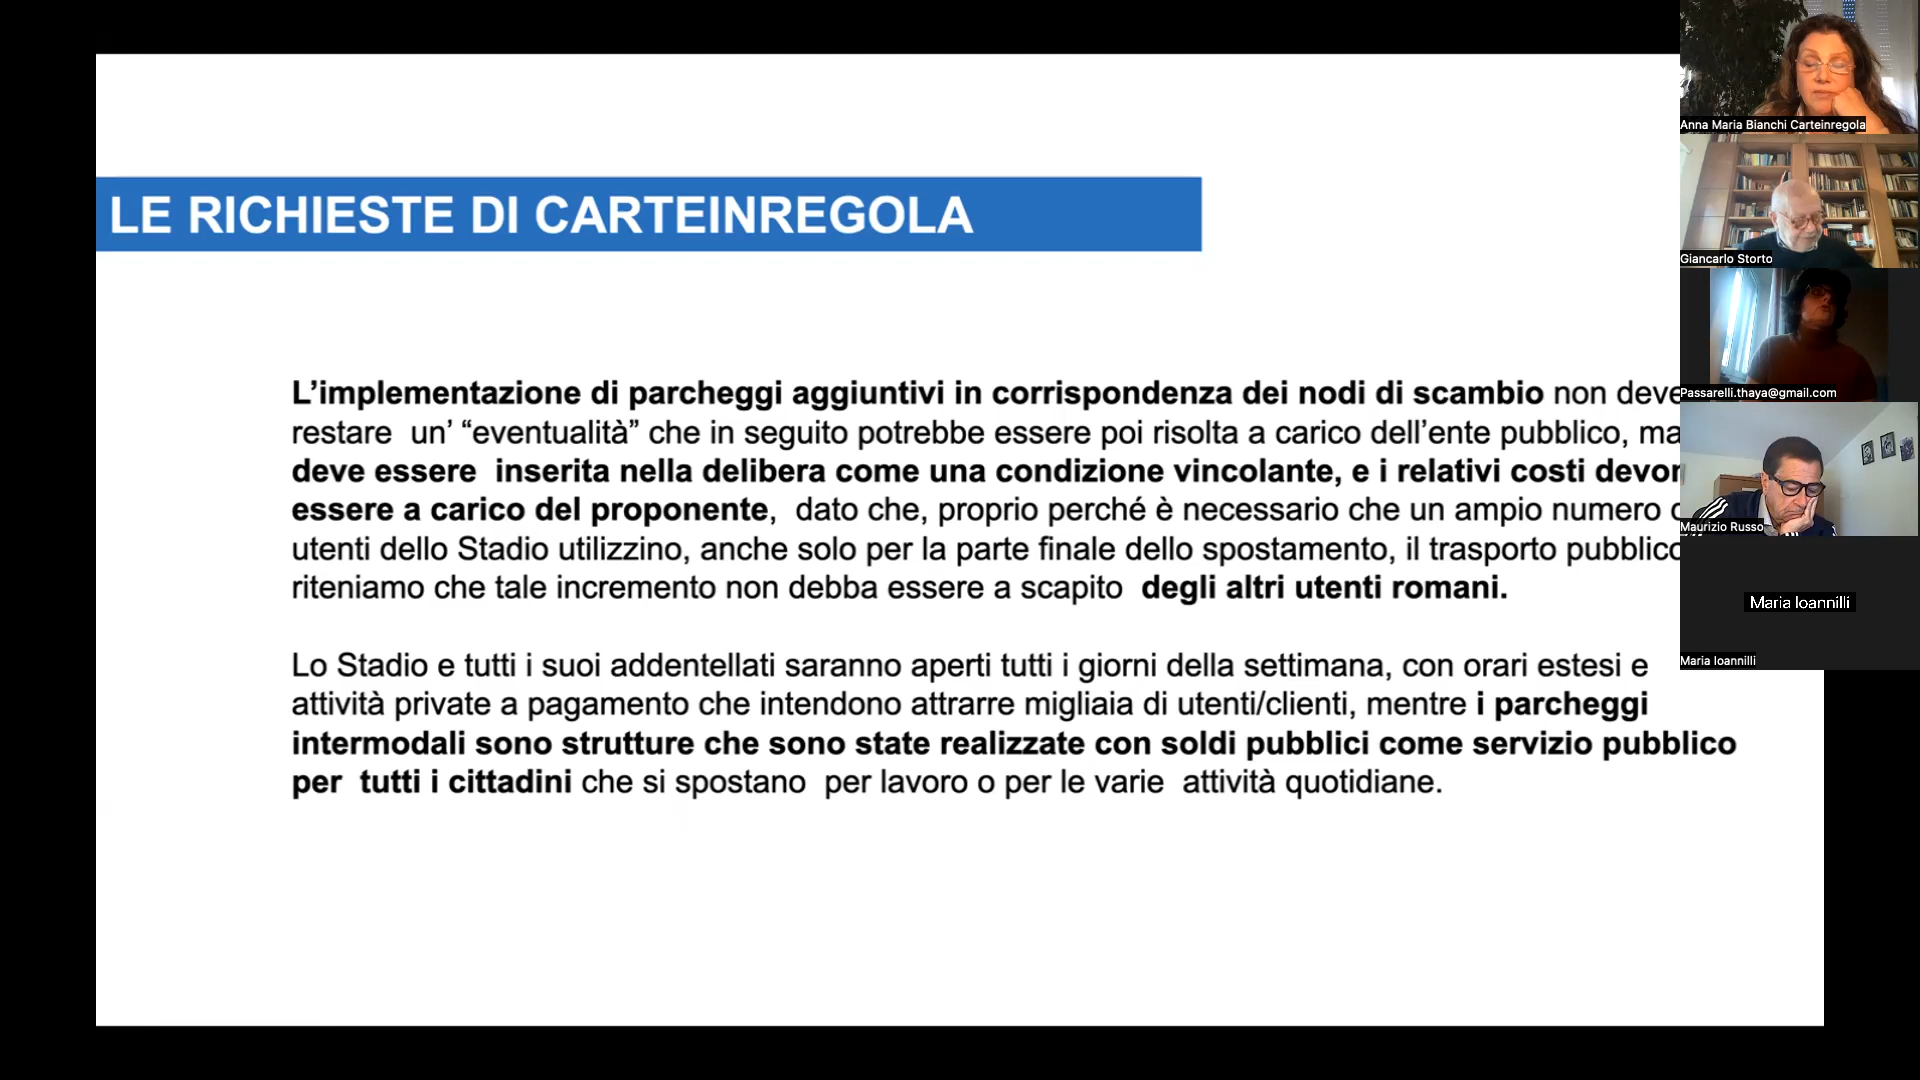 LE RICHIESTE DI CARTEINREGOLA
L’implementazione di parcheggi aggiuntivi in corrispondenza dei nodi di scambio non deve
restare un’ “eventualità” che in seguito potrebbe essere poi risolta a carico dell’ente pubblico, ma
deve essere inserita nella delibera come una condizione vincolante, e i relativi costi
essere a carico del proponente, dato che, proprio perché è necessario che un ampio numero
utenti dello Stadio utilizzino, anche solo per la parte finale dello spostamento, il trasporto pubblico
riteniamo che tale incremento non debba essere a scapito degli altri utenti romani.
Lo Stadio e tutti i suoi addentellati saranno aperti tutti i giorni della settimana, con orari estesi e
attività private a pagamento che intendono attrarre migliaia di utenti/clienti, mentre i parcheggi
intermodali sono strutture che sono state realizzate con soldi pubblici come servizio pubblico
per tutti i cittadini che si spostano per lavoro o per le varie attività quotidiane.
Anna Maria Bianchi Carteinregola
Giancarlo Storto
Passarelli.thaya@gmail.com
Maurizio Russo
Maria Ioannilli
Maria Ioannilli